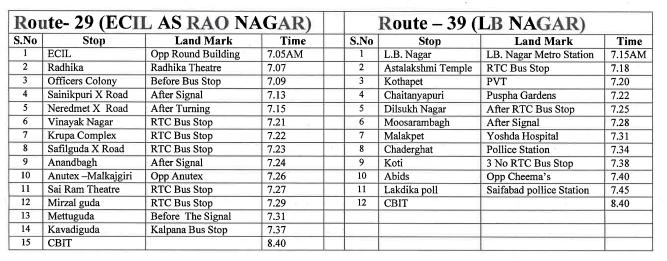 Route- 29 (ECIL AS RAO NAGAR)
S.No Stop Land Mark Time
1 ECIL Opp Round Building 7.05AM
2 Radhika Radhika Theatre 7.07
3 Officers Colony Before Bus Stop 7.09
4 Sainikpuri X Road After Signal 7.13
5 Neredmet X Road After Turning 7.15
6 Vinayak Nagar RTC Bus Stop 7.21
7 Krupa Complex RTC Bus Stop 7.22
8 Safilguda X Road RTC Bus Stop 7.23
9 Anandbagh After Signal 7.24
10 Anutex –Malkajgiri Opp Anutex 7.26
11 Sai Ram Theatre RTC Bus Stop 7.27
12 Mirzal guda RTC Bus Stop 7.29
13 Mettuguda Before The Signal 7.31
14 Kavadiguda Kalpana Bus Stop 7.37
15 CBIT 8.40
Route – 39 (LB NAGAR)
S.No Stop Land Mark Time
1 L.B. Nagar LB. Nagar Metro Station 7.15AM
2 Astalakshmi Temple RTC Bus Stop 7.18
3 Kothapet PVT 7.20
4 Chaitanyapuri Puspha Gardens 7.22
5 Dilsukh Nagar After RTC Bus Stop 7.25
6 Moosarambagh After Signal 7.28
7 Malakpet Yoshda Hospital 7.31
8 Chaderghat Pollice Station 7.34
9 Koti 3 No RTC Bus Stop 7.38
10 Abids Opp Cheema's 7.40
11 Lakdika poll Saifabad pollice Station 7.45
12 CBIT 8.40